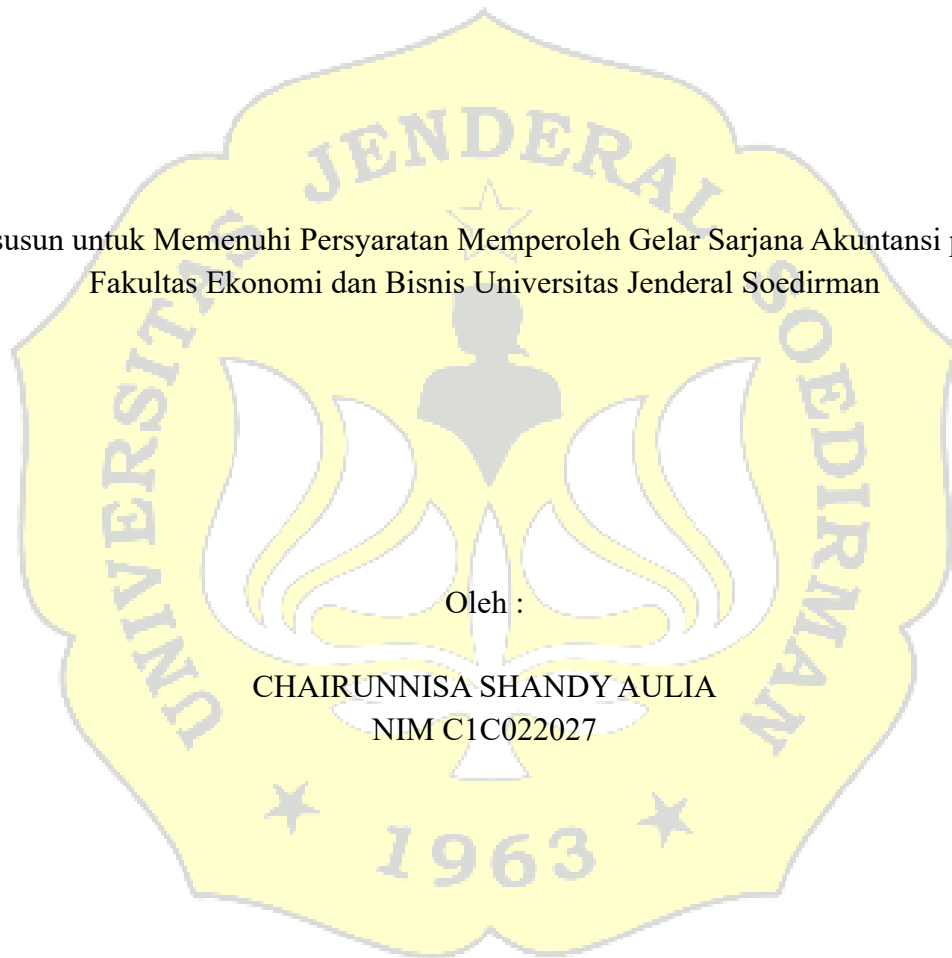 UNIVERSITAS JENDERAL SOEDIRMAN
susun untuk Memenuhi Persyaratan Memperoleh Gelar Sarjana Akuntansi p
Fakultas Ekonomi dan Bisnis Universitas Jenderal Soedirman
Oleh :
CHAIRUNNISA SHANDY AULIA
NIM C1C022027
1963